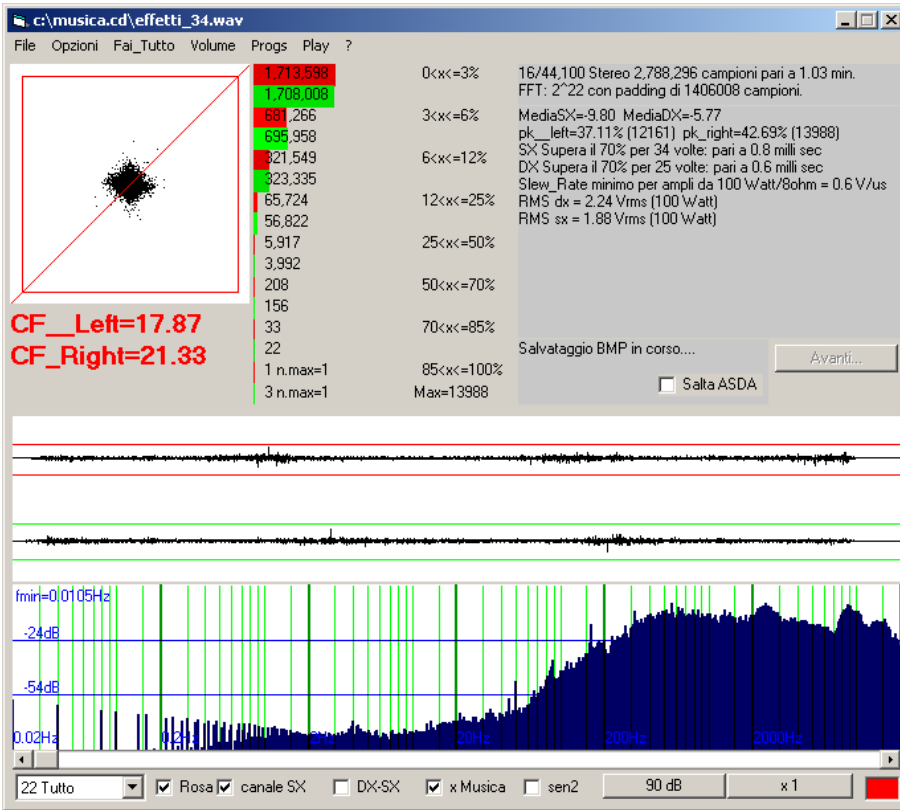 c:\musica.cd\effetti_34.wav
File Opzioni Fai_Tutto Volume Progs Play ?
1,713,598 0<x<=3%
1,708,008
681,266 3<x<=6%
695,958
321,549 6<x<=12%
323,335
65,724 12<x<=25%
56,822
5,917 25<x<=50%
3,992
208 50<x<=70%
156
33 70<x<=85%
22
1 n.max=1 85<x<=100%
3 n.max=1 Max=13988
CF__Left=17.87
CF_Right=21.33
16/44,100 Stereo 2,788,296 campioni pari a 1.03 min.
FFT: 2^22 con padding di 1406008 campioni.
MediaSX=-9.80 MediaDX=-5.77
pk__left=37.11% (12161) pk_right=42.69% (13988)
SX Supera il 70% per 34 volte: pari a 0.8 milli sec
DX Supera il 70% per 25 volte: pari a 0.6 milli sec
Slew_Rate minimo per ampli da 100 Watt/8ohm = 0.6 V/us
RMS dx = 2.24 Vrms (100 Watt)
RMS sx = 1.88 Vrms (100 Watt)
Salvataggio BMP in corso....
Avanti...
Salta ASDA
fmin=0.0105Hz
-24dB
-54dB
0.02Hz 0.2Hz 2Hz 20Hz 200Hz 2000Hz
22 Tutto Rosa canale SX DX-SX x Musica sen2 90 dB x 1